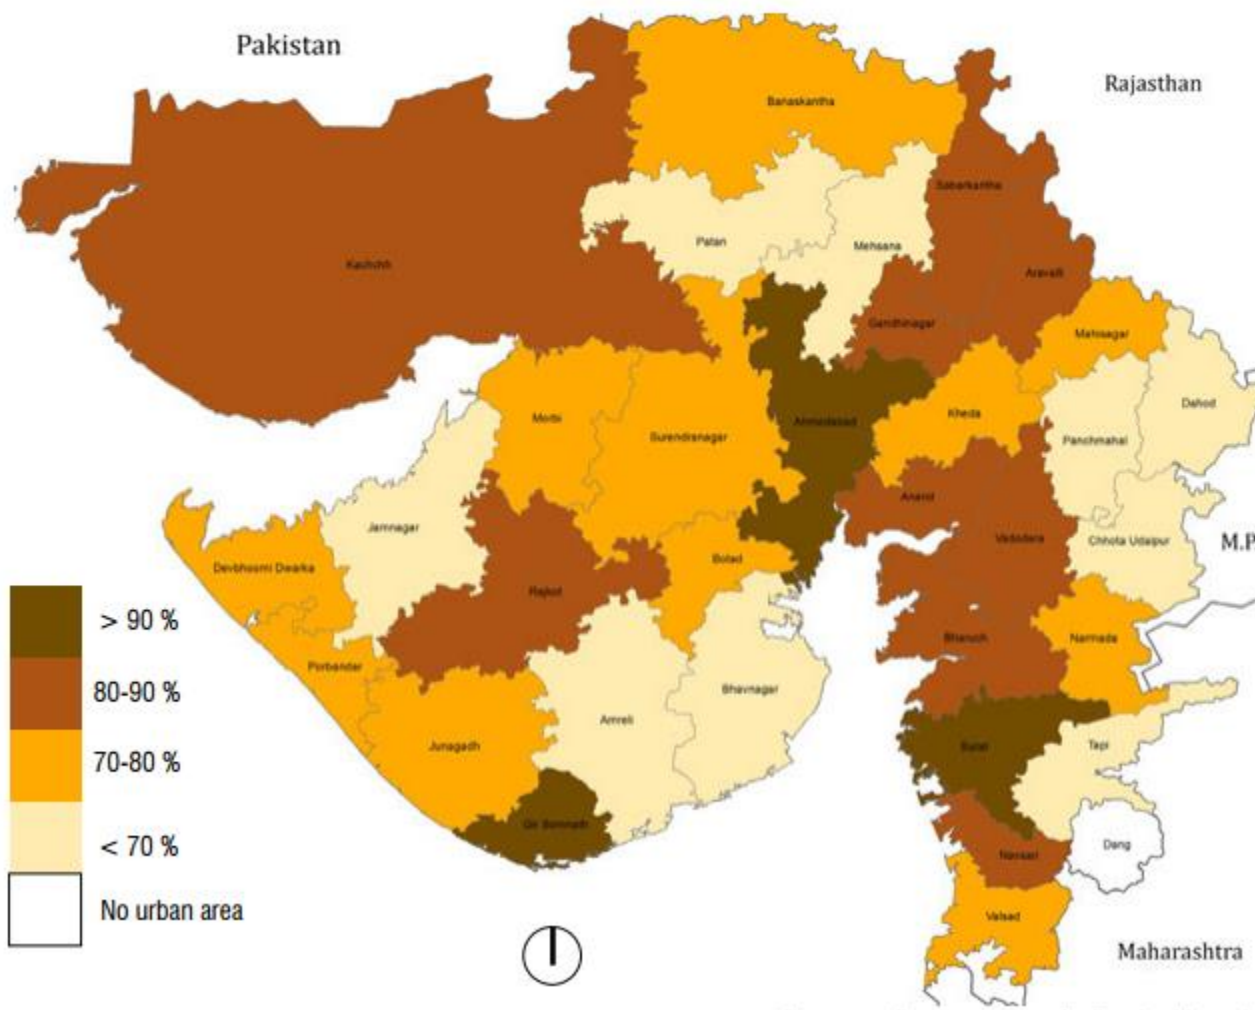 Pakistan
Rajasthan
Banaskantha
Sabarkantha
Patan
Mehsana
Kachchh
Aravalli
Gandhinagar
Mahisagar
Dahod
Morbi
Surendranagar
Ahmedabad
Kheda
Panchmahal
Anand
Jamnagar
Vadodara
Chhota Udaipur
M.P
Botad
Devbhoomi Dwarka
Rajkot
> 90 %
Bharuch
Narmada
Porbandar
80-90 %
Bhavnagar
Amreli
Junagadh
Surat
Tapi
70-80 %
Gir Somnath
< 70 %
Dang
Navsari
No urban area
Valsad
Maharashtra